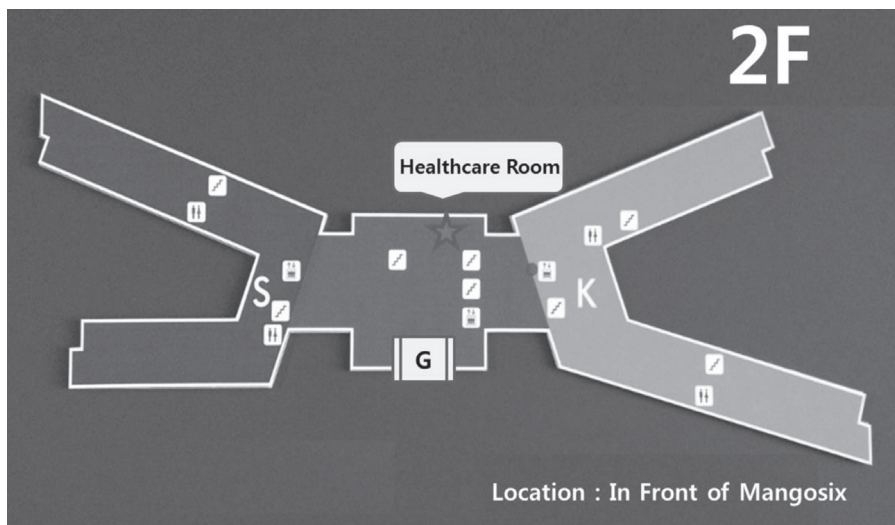 2F
Healthcare Room
S
K
G
Location : In Front of Mangosix